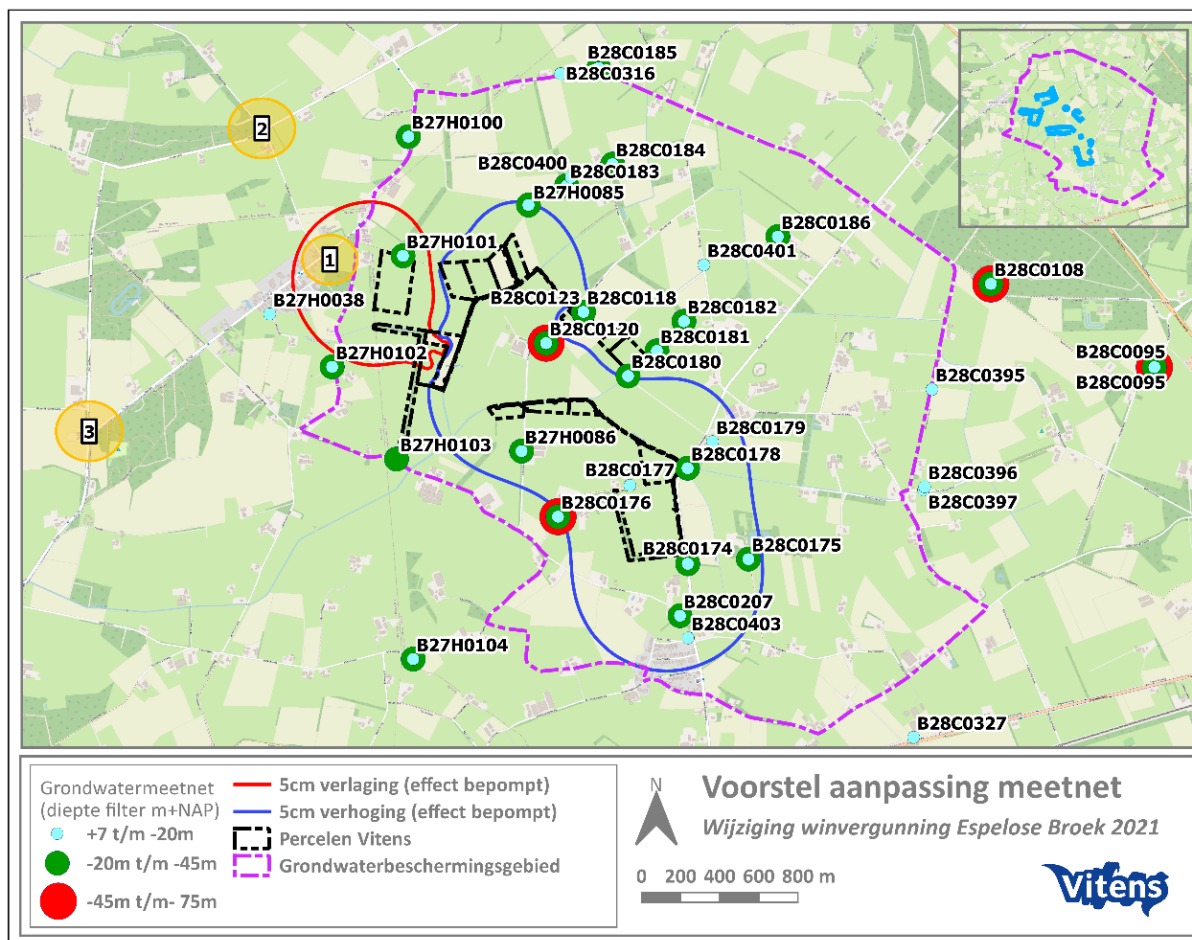 B28C0185
B28C0316
2
B27H0100
B28C0184
B28C0400
B28C0183
B27H0085
B28C0186
B27H0101
1
B28C0401
B28C0108
B27H0038
B28C0123
B28C0118
B28C0182
B28C0120
B28C0181
B27H0102
B28C0180
B28C0095
B28C0095
B28C0395
3
B28C0179
B27H0086
B27H0103
B28C0178
B28C0177
B28C0396
B28C0397
B28C0176
B28C0174
B28C0175
B28C0207
B28C0403
B27H0104
B28C0327
Grondwatermeetnet
(diepte filter m+NAP)
+7 t/m -20m
-20m t/m -45m
-45m t/m- 75m
5cm verlaging (effect bepompt)
5cm verhoging (effect bepompt)
Percelen Vitens
Grondwaterbeschermingsgebied
N
0 200 400 600 800 m
Voorstel aanpassing meetnet
Wijziging winvergunning Espelose Broek 2021
Vitens